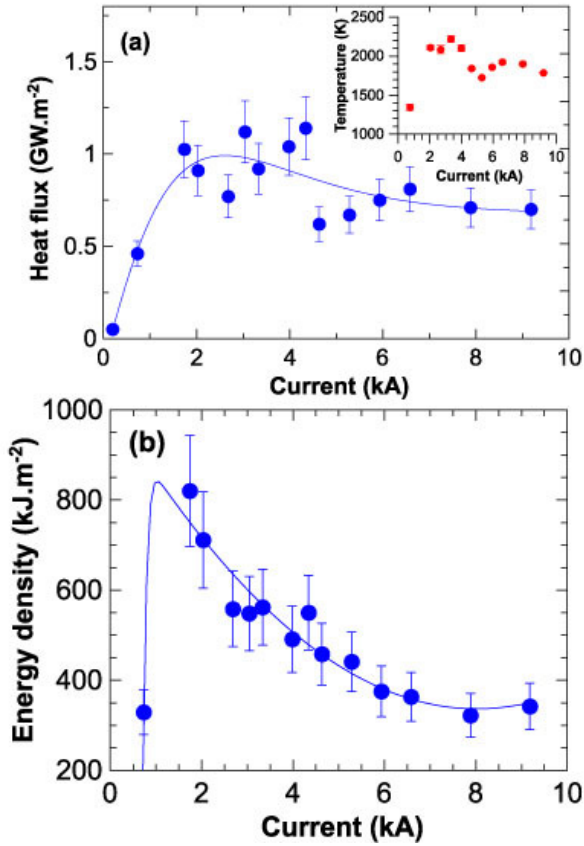 (a)
Heat flux (GW.m-2)
1.5
1
0.5
0
0 2 4 6 8 10
Current (kA)
Temperature (K)
2500
2000
1500
1000
0 2 4 6 8 10
Current (kA)
(b)
Energy density (kJ.m-2)
1000
800
600
400
200
0 2 4 6 8 10
Current (kA)